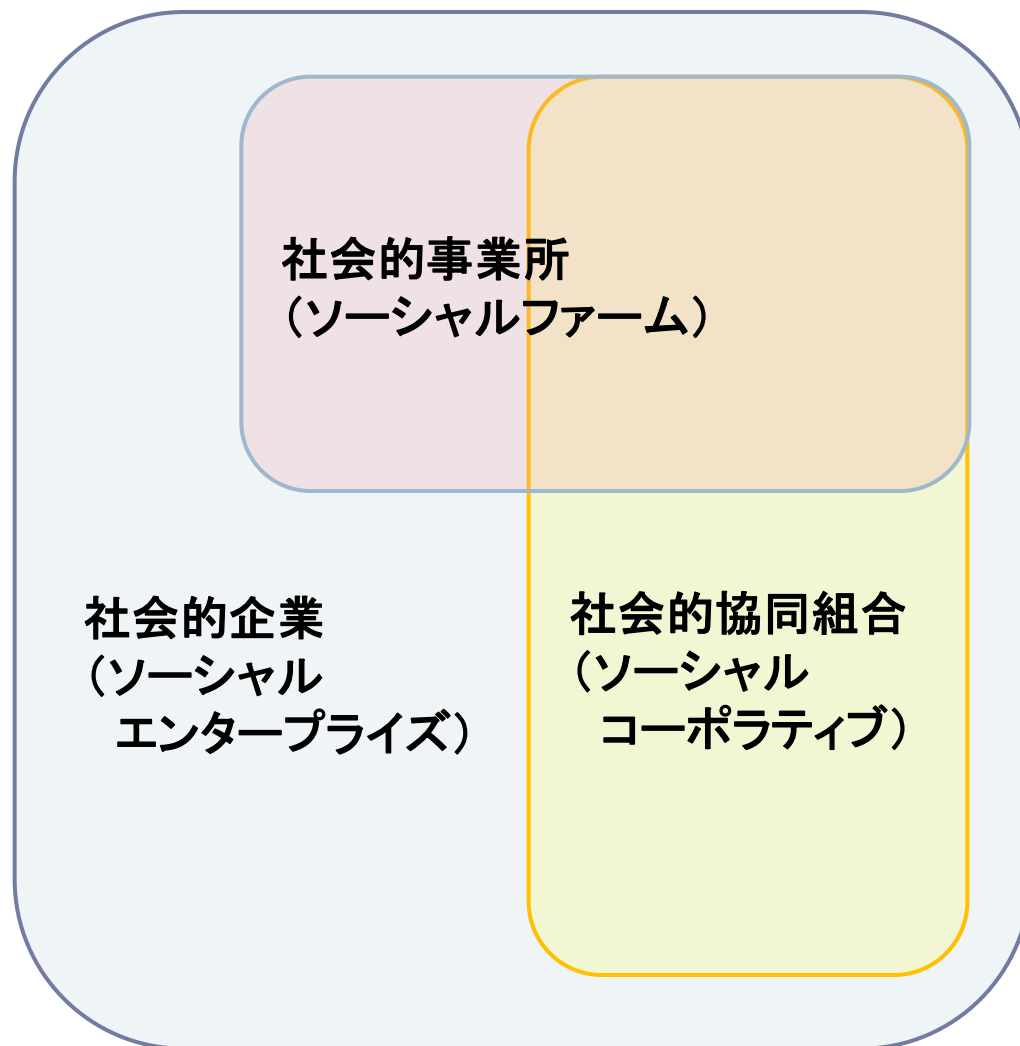 社会的事業所
（ソーシャルファーム）
社会的企業
（ソーシャル
エンタープライズ）
社会的協同組合
（ソーシャル
コーポラティブ）